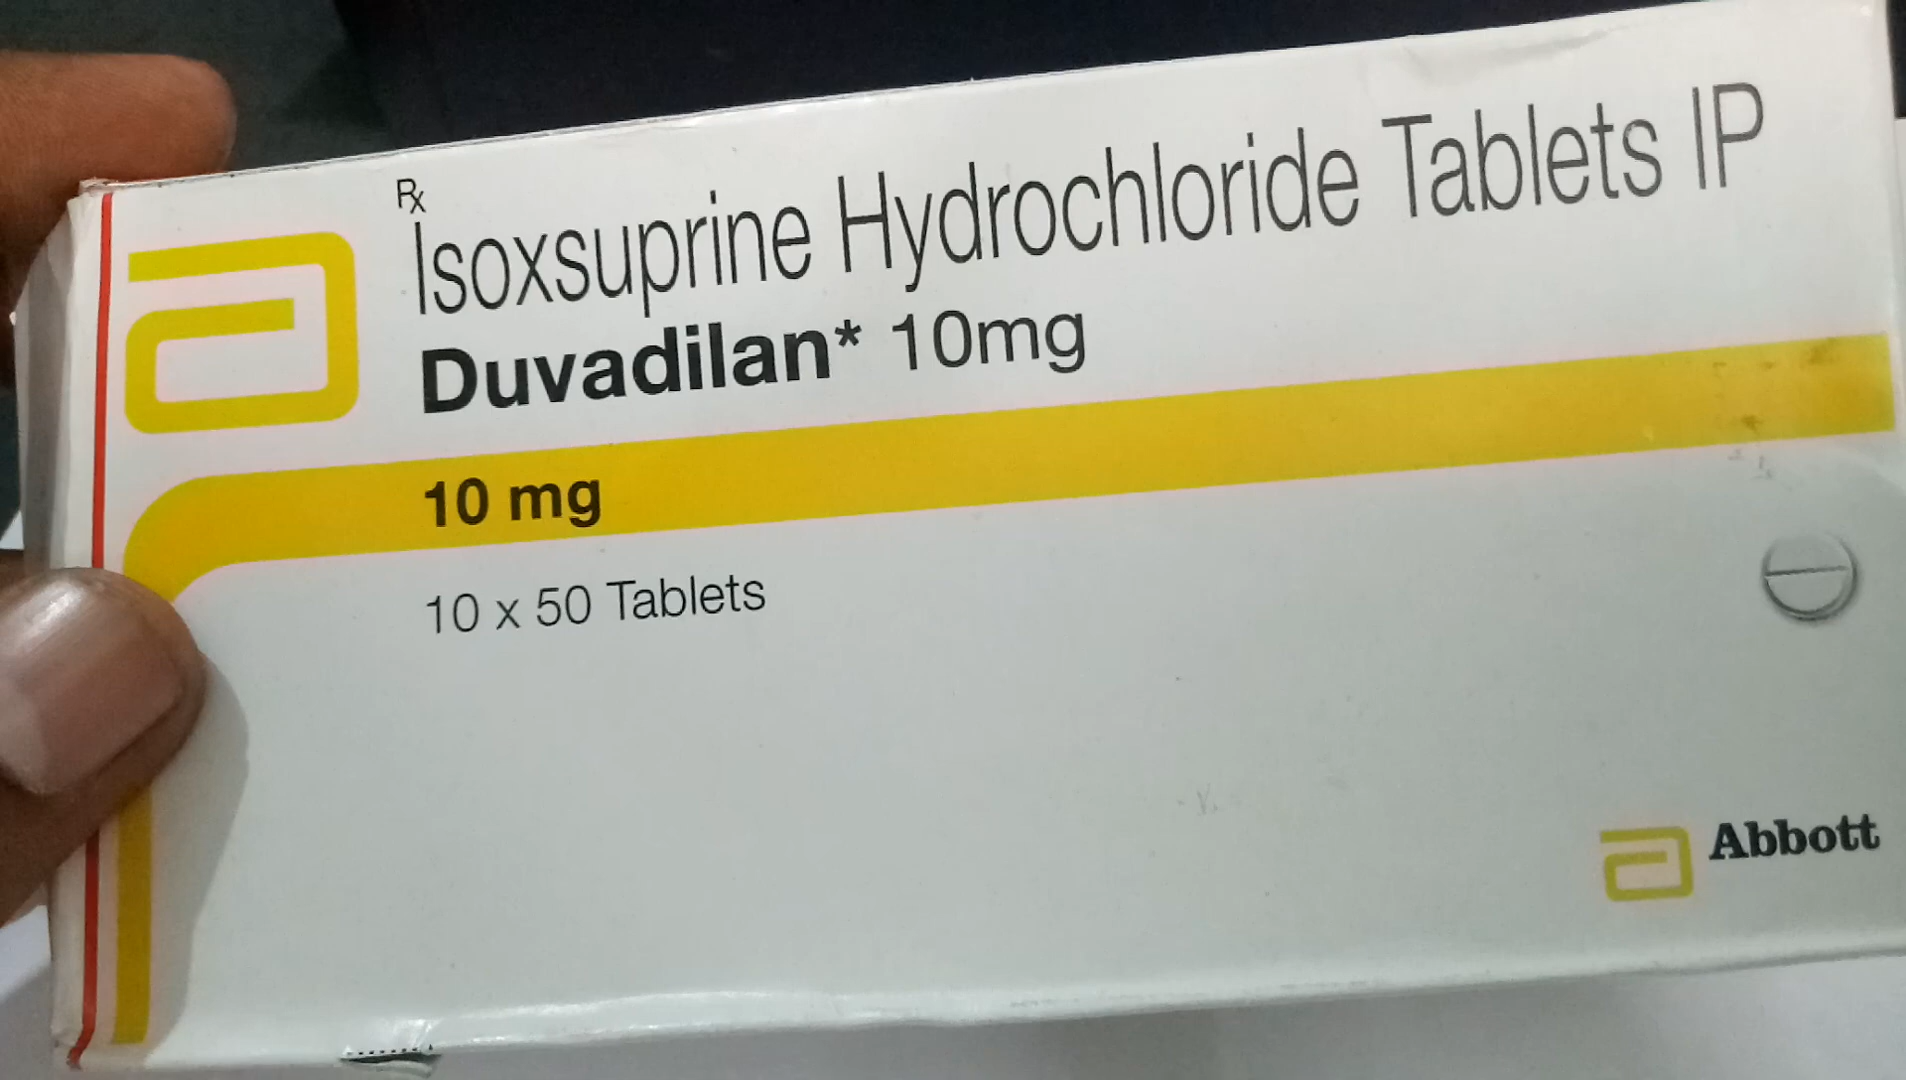 Rx
Isoxsuprine Hydrochloride Tablets IP
Duvadilan* 10mg
10 mg
10 x 50 Tablets
Abbott